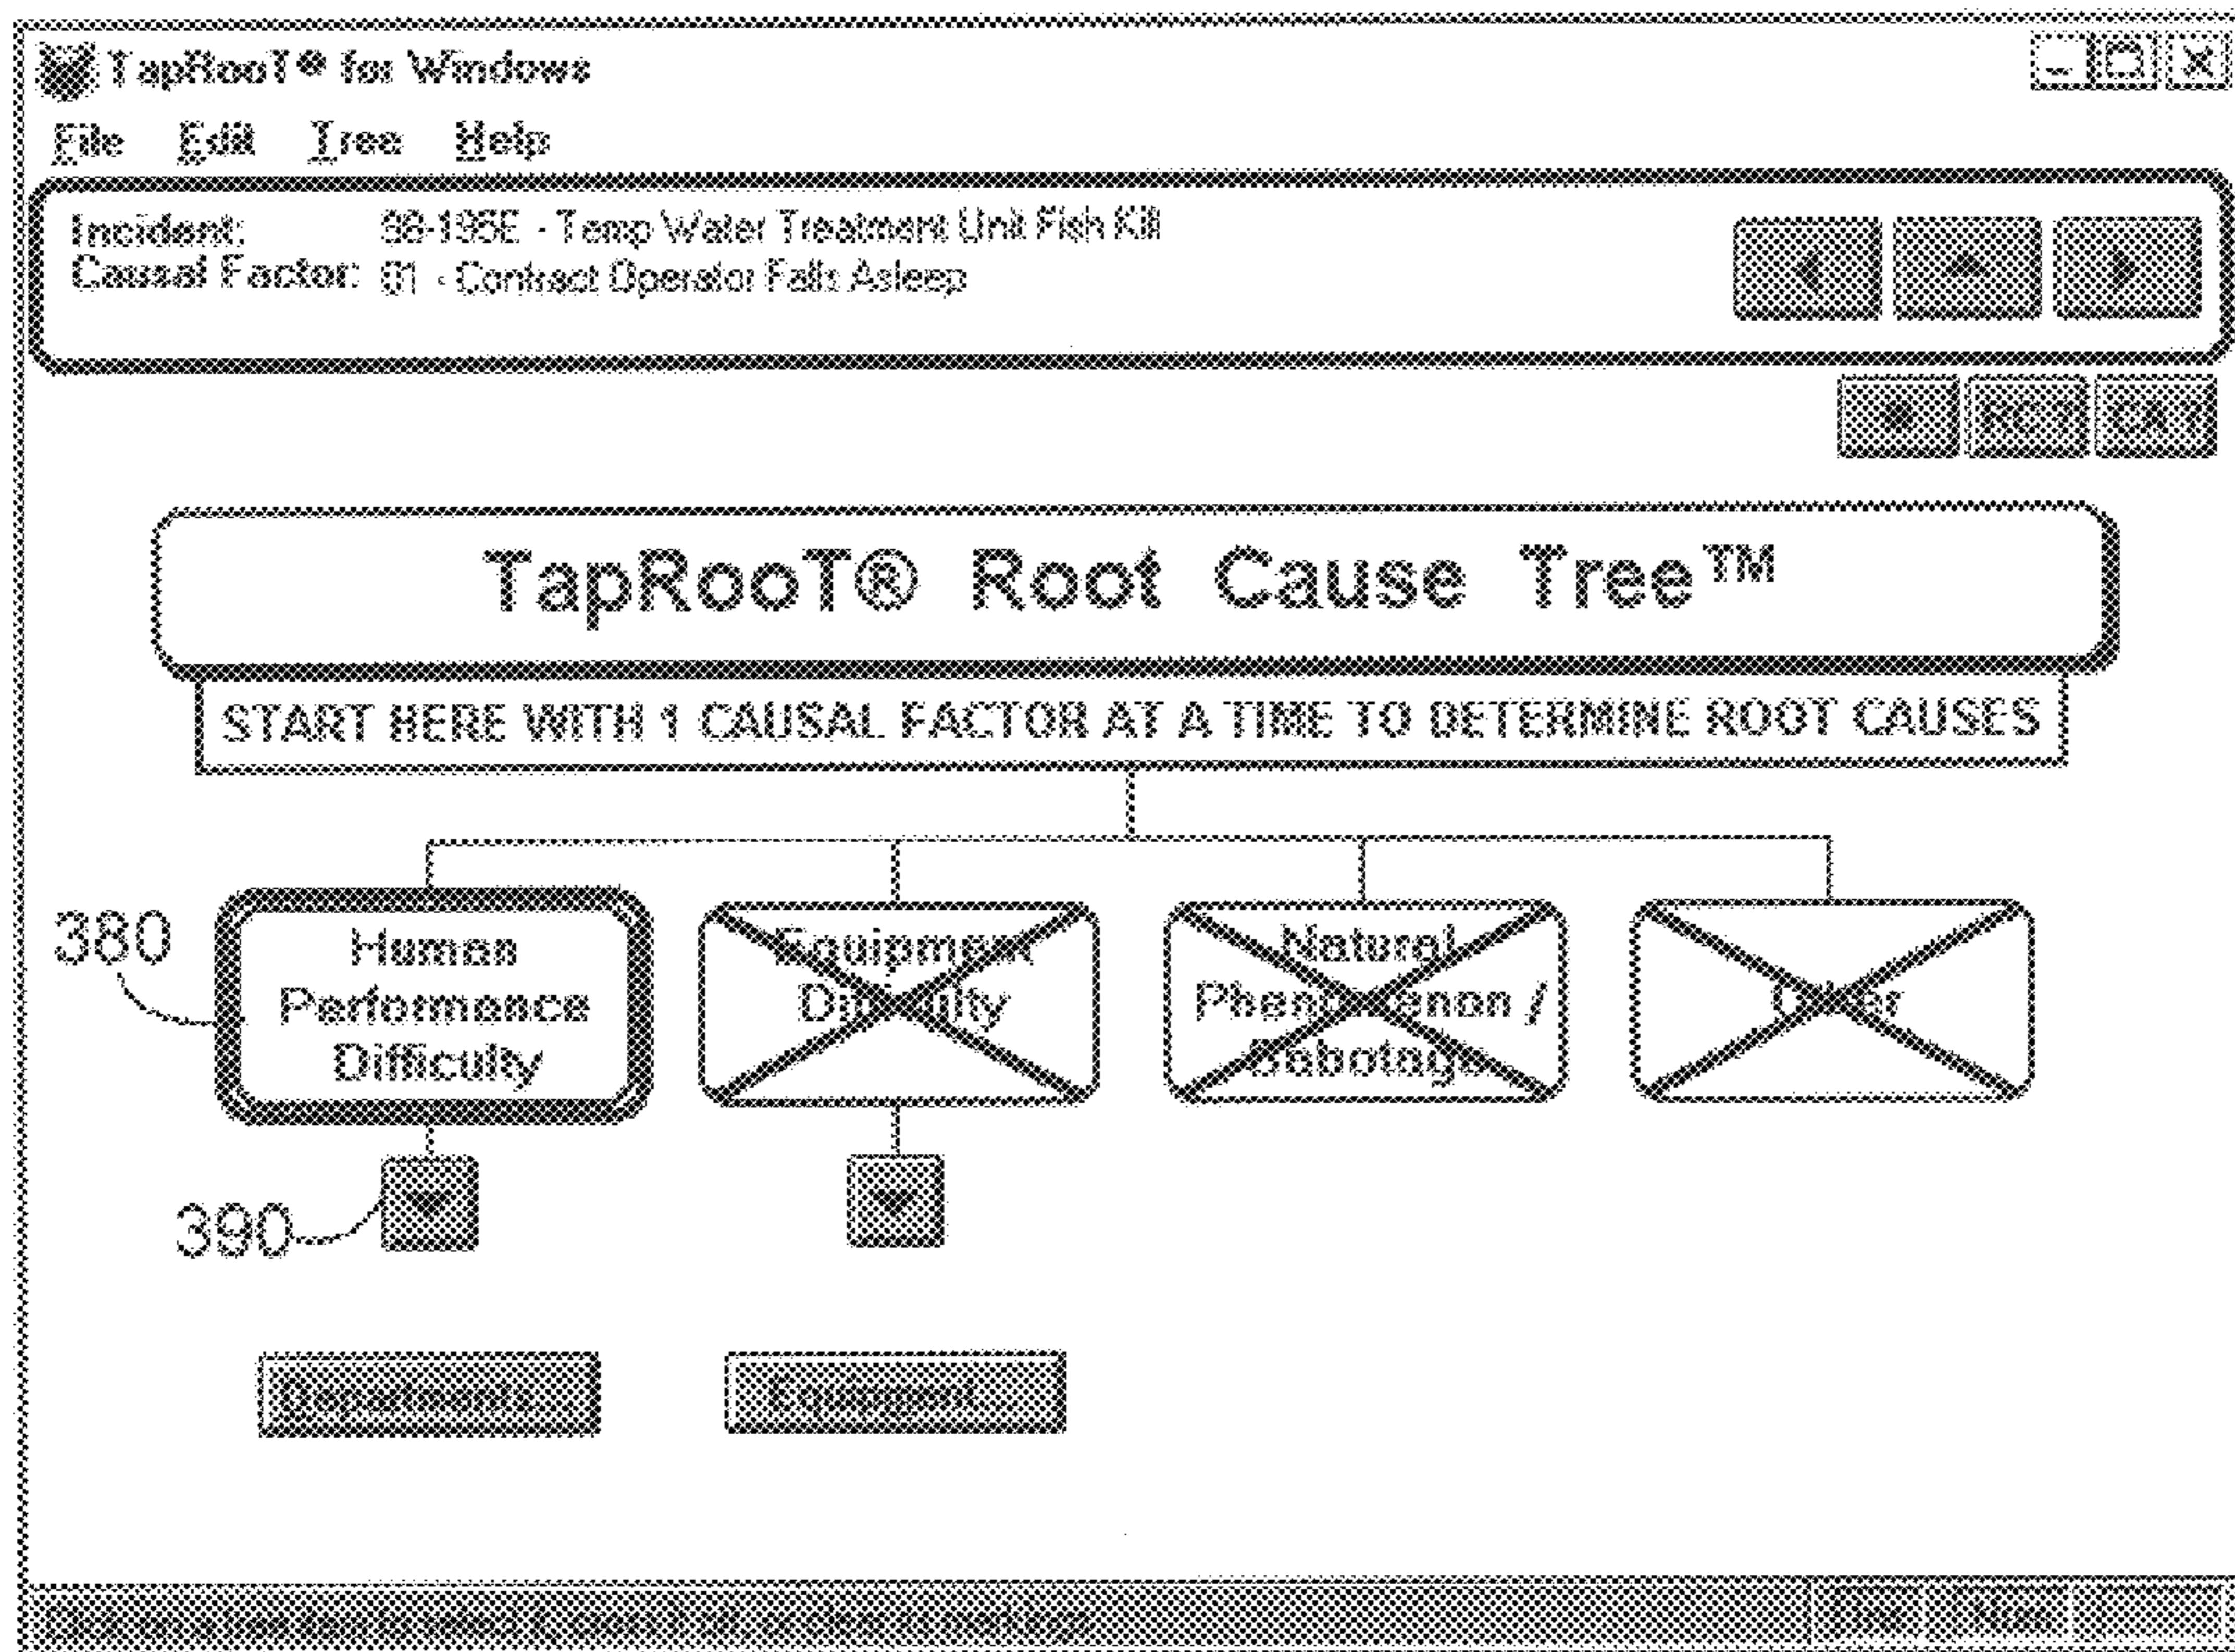 TapRooT® for Windows
File Edit Tree Help
Incident: 98-195E - Temp Water Treatment Unit Fish Kill
Causal Factor: 01 - Contract Operator Falls Asleep
TapRooT® Root Cause Tree™
START HERE WITH 1 CAUSAL FACTOR AT A TIME TO DETERMINE ROOT CAUSES
380
Human
Performance
Difficulty
Equipment
Difficulty
Natural
Phenomenon /
Sabotage
Other
390
Departments
Equipment